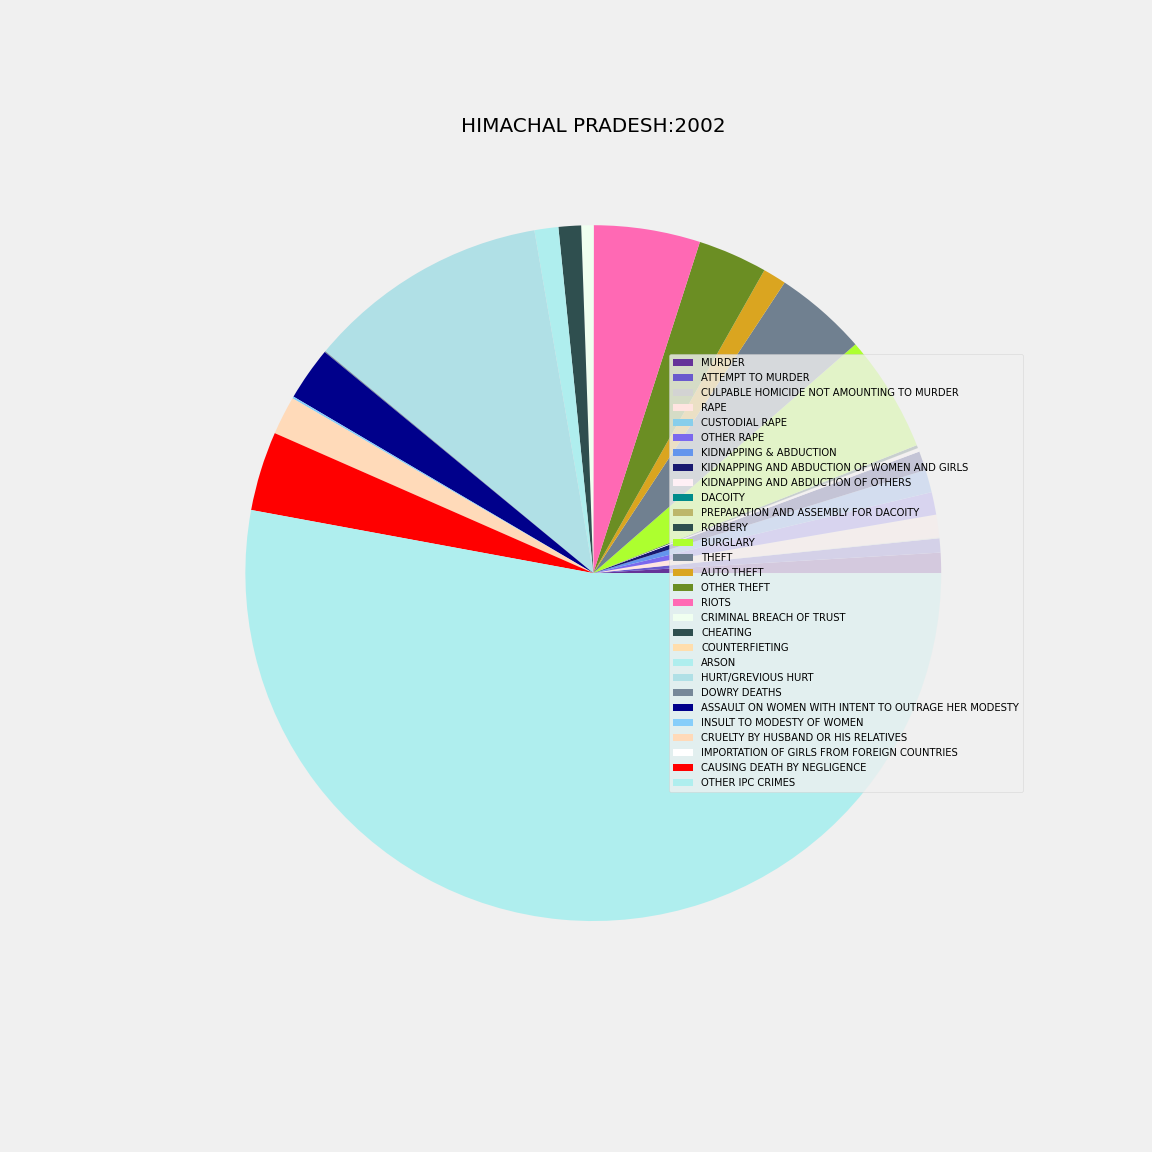 HIMACHAL PRADESH:2002
MURDER
ATTEMPT TO MURDER
CULPABLE HOMICIDE NOT AMOUNTING TO MURDER
RAPE
CUSTODIAL RAPE
OTHER RAPE
KIDNAPPING & ABDUCTION
KIDNAPPING AND ABDUCTION OF WOMEN AND GIRLS
KIDNAPPING AND ABDUCTION OF OTHERS
DACOITY
PREPARATION AND ASSEMBLY FOR DACOITY
ROBBERY
BURGLARY
THEFT
AUTO THEFT
OTHER THEFT
RIOTS
CRIMINAL BREACH OF TRUST
CHEATING
COUNTERFIETING
ARSON
HURT/GREVIOUS HURT
DOWRY DEATHS
ASSAULT ON WOMEN WITH INTENT TO OUTRAGE HER MODESTY
INSULT TO MODESTY OF WOMEN
CRUELTY BY HUSBAND OR HIS RELATIVES
IMPORTATION OF GIRLS FROM FOREIGN COUNTRIES
CAUSING DEATH BY NEGLIGENCE
OTHER IPC CRIMES